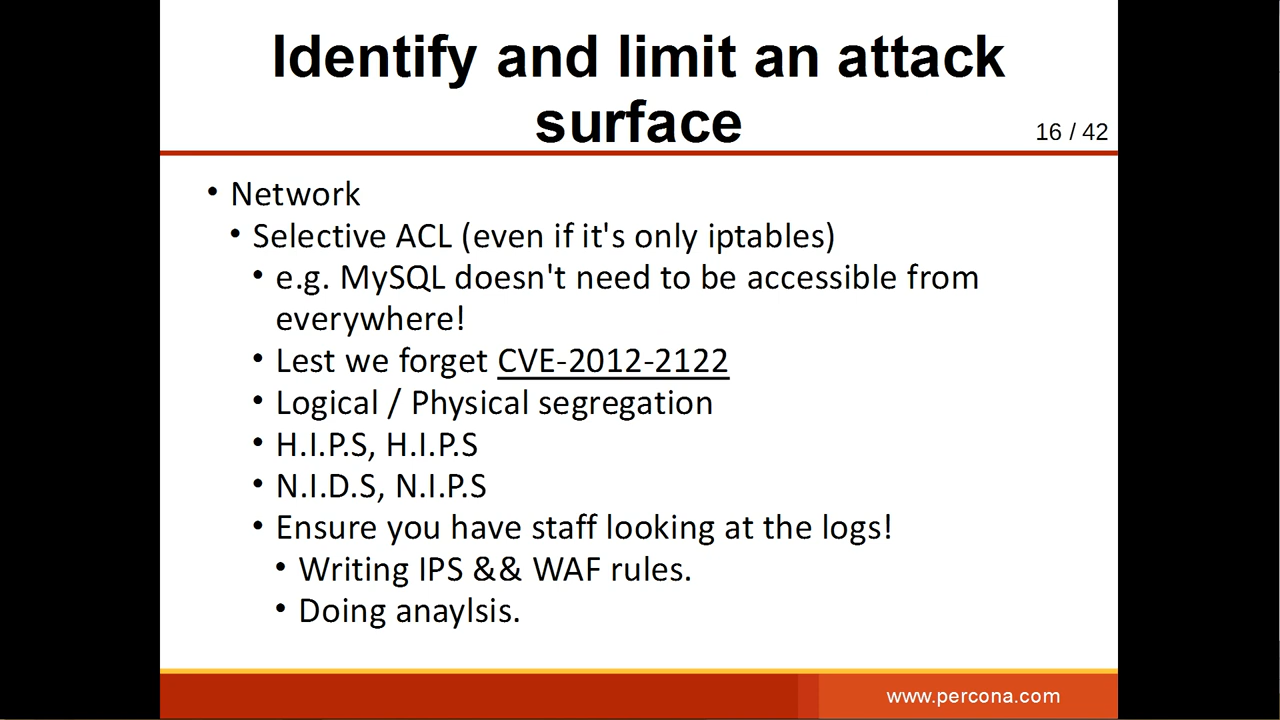 Identify and limit an attack
surface
16 / 42
• Network
• Selective ACL (even if it's only iptables)
• e.g. MySQL doesn't need to be accessible from
everywhere!
• Lest we forget CVE-2012-2122
• Logical / Physical segregation
• H.I.P.S, H.I.P.S
• N.I.D.S, N.I.P.S
• Ensure you have staff looking at the logs!
• Writing IPS && WAF rules.
• Doing anaylsis.
www.percona.com